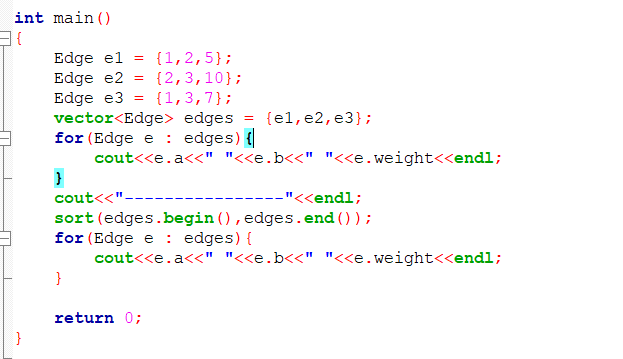 int main()
{
    Edge e1 = {1,2,5};
    Edge e2 = {2,3,10};
    Edge e3 = {1,3,7};
    vector<Edge> edges = {e1,e2,e3};
    for(Edge e : edges){
        cout<<e.a<<" "<<e.b<<" "<<e.weight<<endl;
    }
    cout<<"----------------"<<endl;
    sort(edges.begin(),edges.end());
    for(Edge e : edges){
        cout<<e.a<<" "<<e.b<<" "<<e.weight<<endl;
    }
    return 0;
}